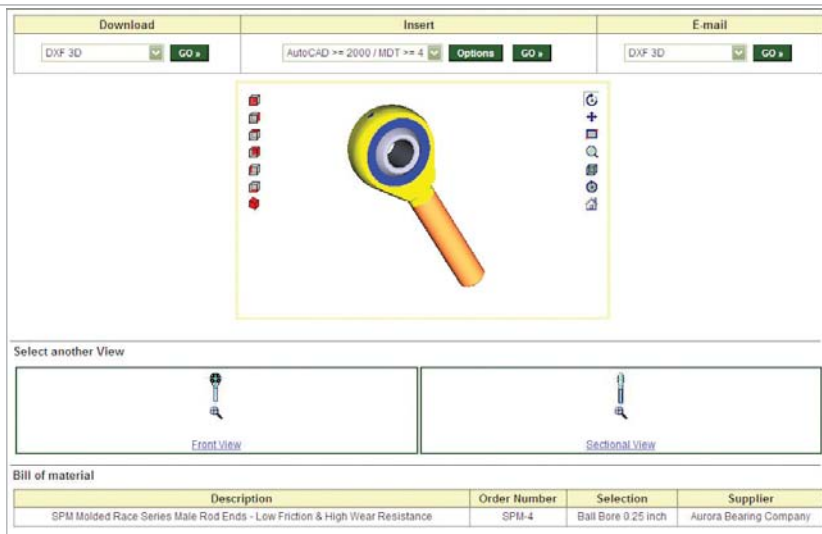 Download Insert E-mail
DXF 3D GO » AutoCAD >= 2000 / MDT >= 4 Options GO » DXF 3D GO »
Select another View
Front View Sectional View
Bill of material
Description Order Number Selection Supplier
SPM Molded Race Series Male Rod Ends - Low Friction & High Wear Resistance SPM-4 Ball Bore 0.25 inch Aurora Bearing Company